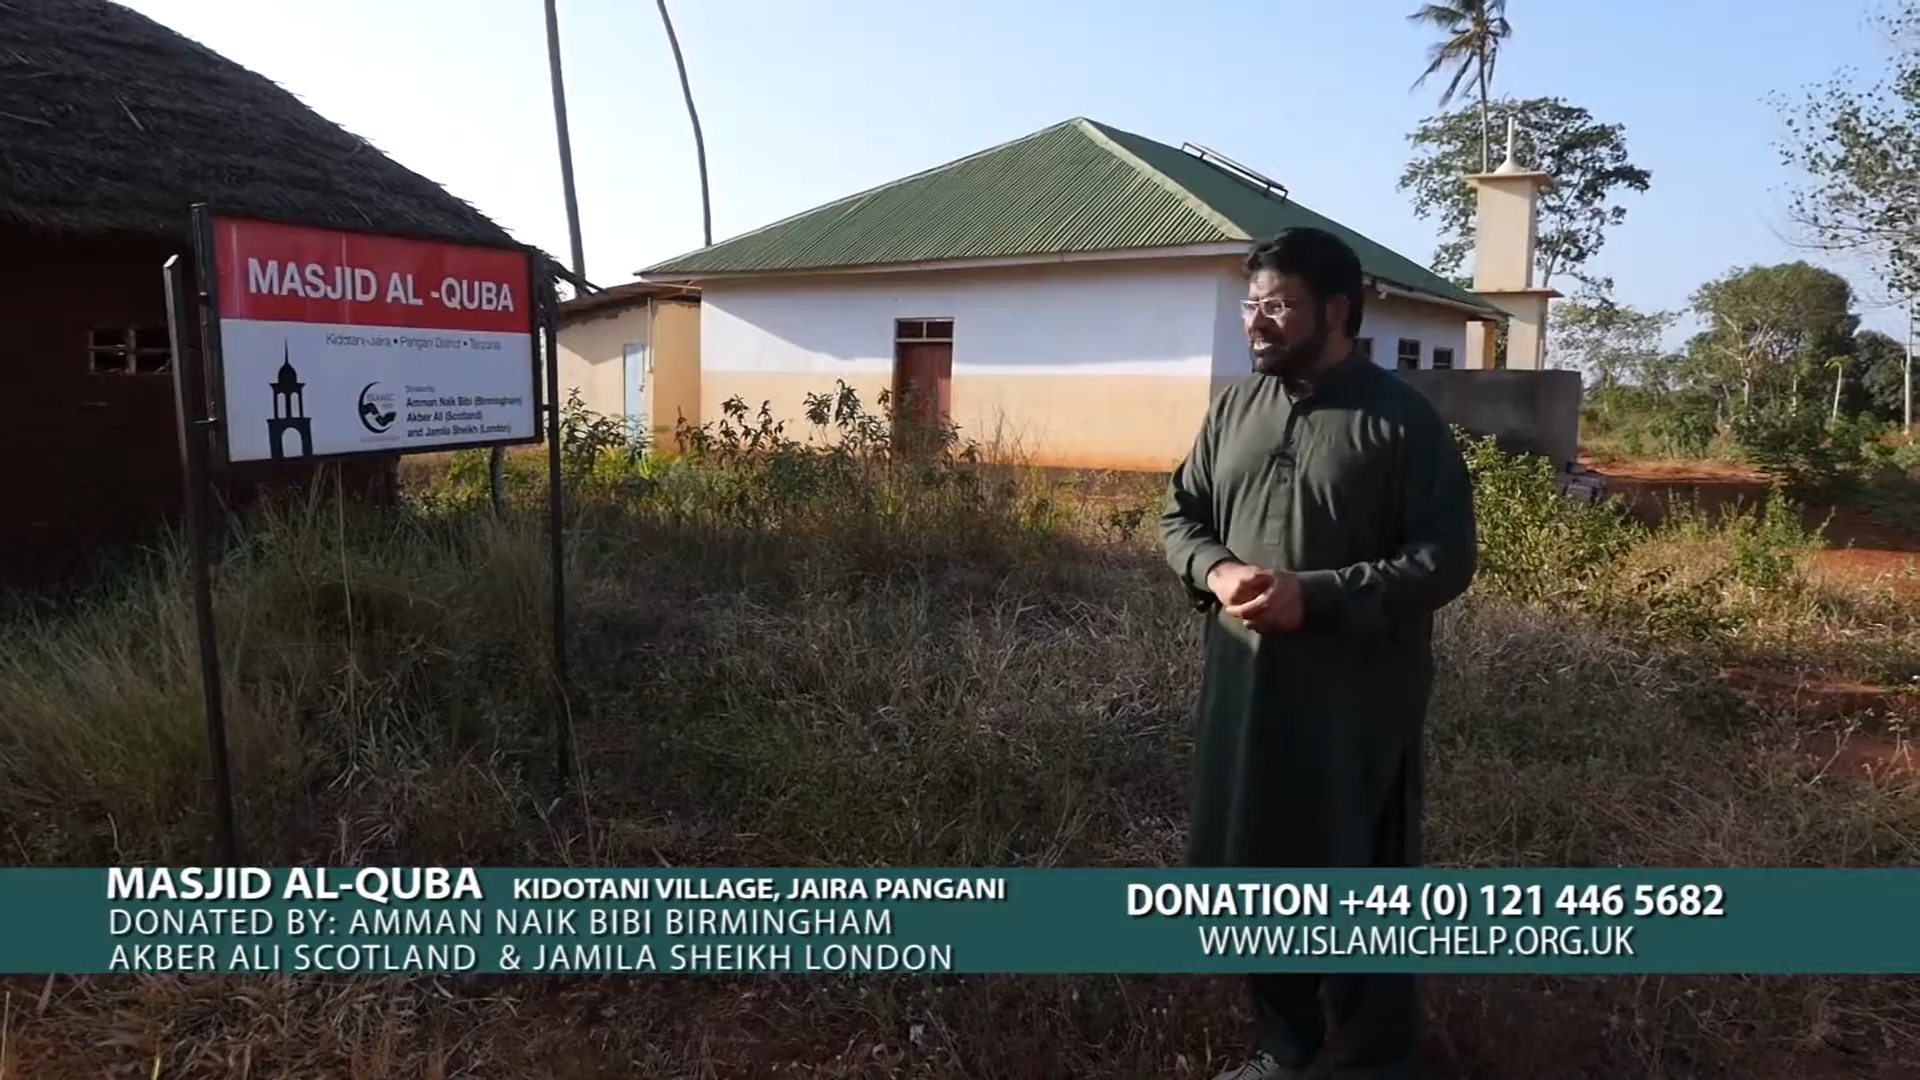 MASJID AL -QUBA
Kidotani-Jaira • Pangani District • Tanzania
ISLAMIC
Donated by
Amman Naik Bibi (Birmingham)
Akber Ali (Scotland)
and Jamila Sheikh (London)
MASJID AL-QUBA KIDOTANI VILLAGE, JAIRA PANGANI
DONATED BY: AMMAN NAIK BIBI BIRMINGHAM
AKBER ALI SCOTLAND & JAMILA SHEIKH LONDON
DONATION +44 (0) 121 446 5682
WWW.ISLAMICHELP.ORG.UK